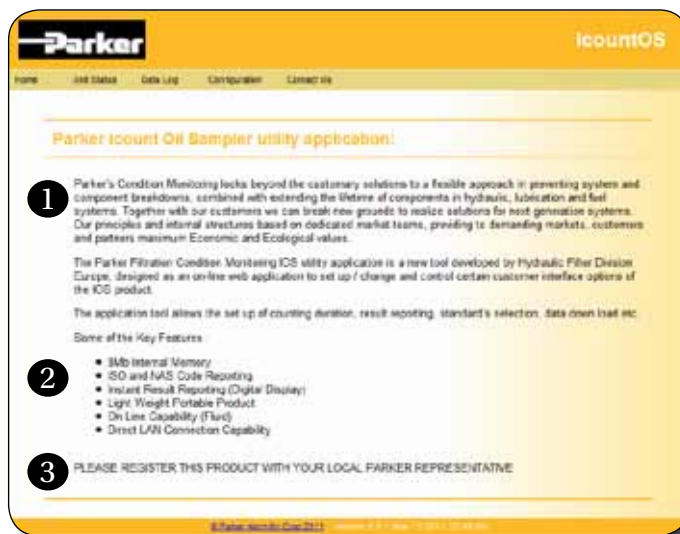 Parker
IcountOS
Home Unit Status Data Log Configuration Contact Us
Parker Icount Oil Sampler utility application:
1
Parker's Condition Monitoring looks beyond the customary solutions to a flexible approach in preventing system and
component breakdowns, combined with extending the lifetime of components in hydraulic, lubrication and fuel
systems. Together with our customers we can break new grounds to realize solutions for next generation systems.
Our principles and internal structures based on dedicated market teams, providing to demanding markets, customers
and partners maximum Economic and Ecological values.
The Parker Filtration Condition Monitoring IOS utility application is a new tool developed by Hydraulic Filter Division
Europe, designed as an on-line web application to set up / change and control certain customer interface options of
the IOS product.
The application tool allows the set up of counting duration, result reporting, standard's selection, data down load etc
Some of the Key Features
2
• Internal Memory
• ISO and NAS Code Reporting
• Instant Result Reporting (Digital Display)
• Light Weight Portable Product
• On Line Capability (Fluid)
• Direct LAN Connection Capability
3
PLEASE REGISTER THIS PRODUCT WITH YOUR LOCAL PARKER REPRESENTATIVE
© Parker Hannifin Corp 2011